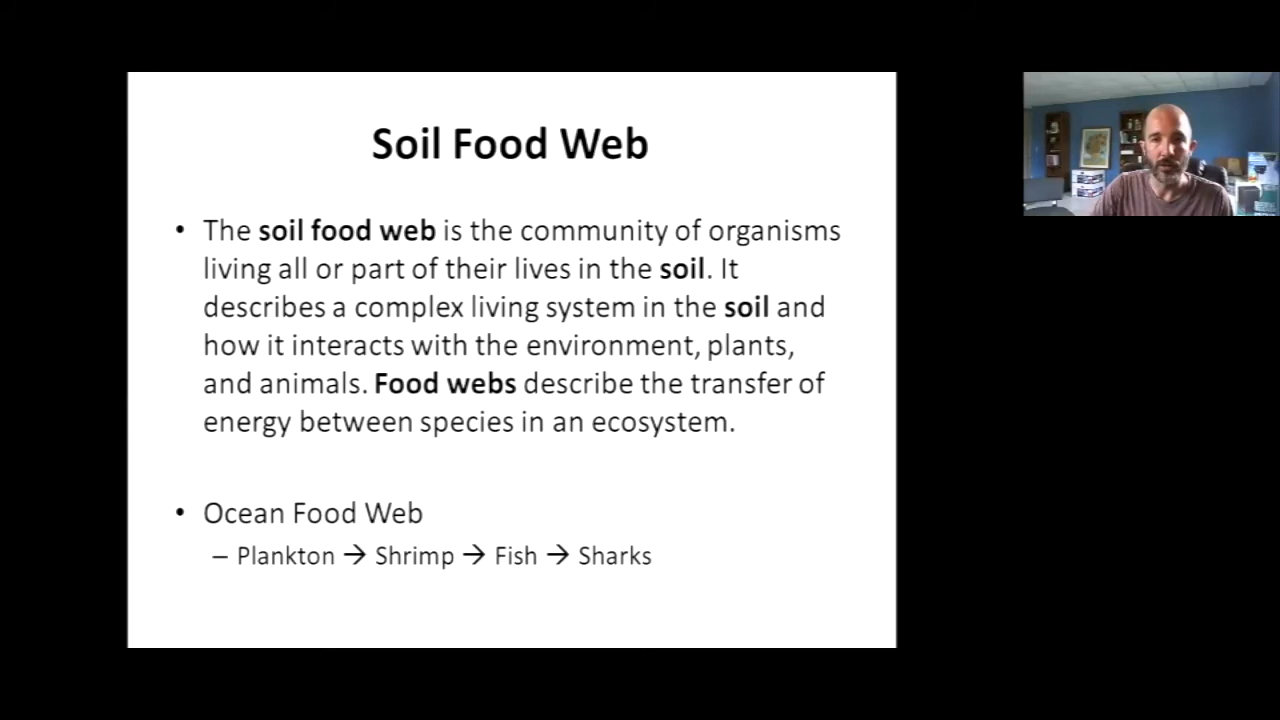 Soil Food Web
• The soil food web is the community of organisms
living all or part of their lives in the soil. It
describes a complex living system in the soil and
how it interacts with the environment, plants,
and animals. Food webs describe the transfer of
energy between species in an ecosystem.
• Ocean Food Web
– Plankton → Shrimp → Fish → Sharks